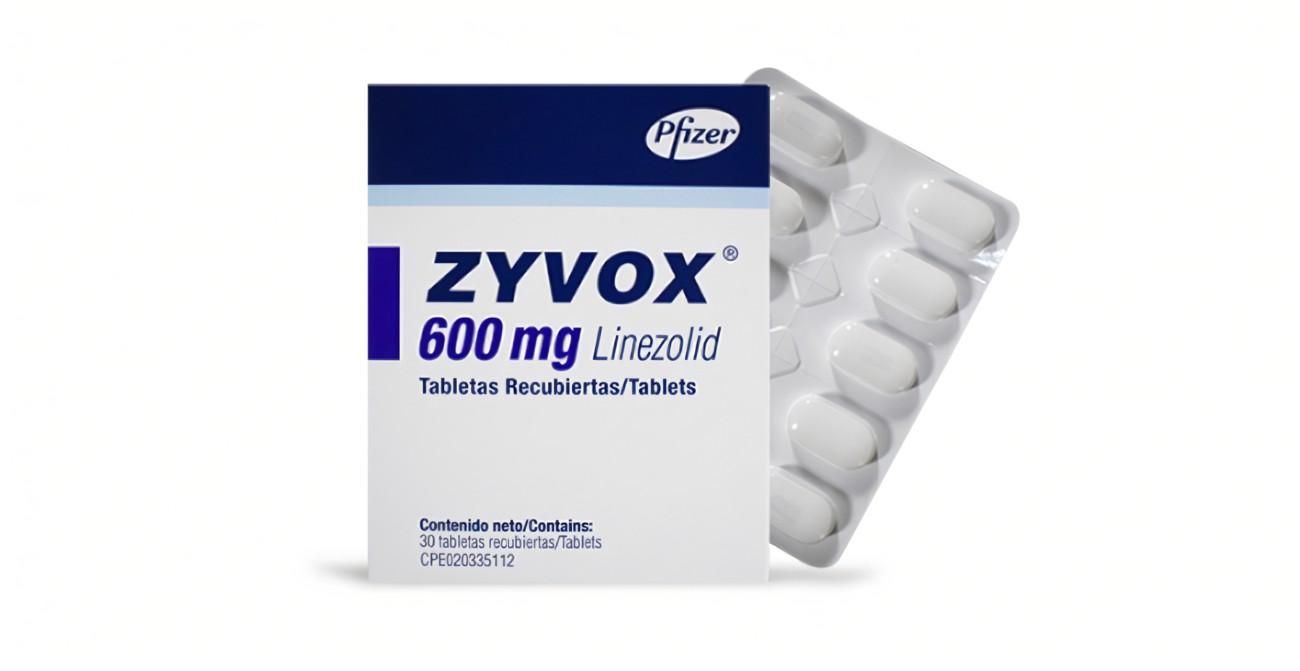 Pfizer
ZYVOX®
600 mg Linezolid
Tabletas Recubiertas/Tablets
Contenido neto/Contains:
30 tabletas recubiertas/Tablets
CPE020335112